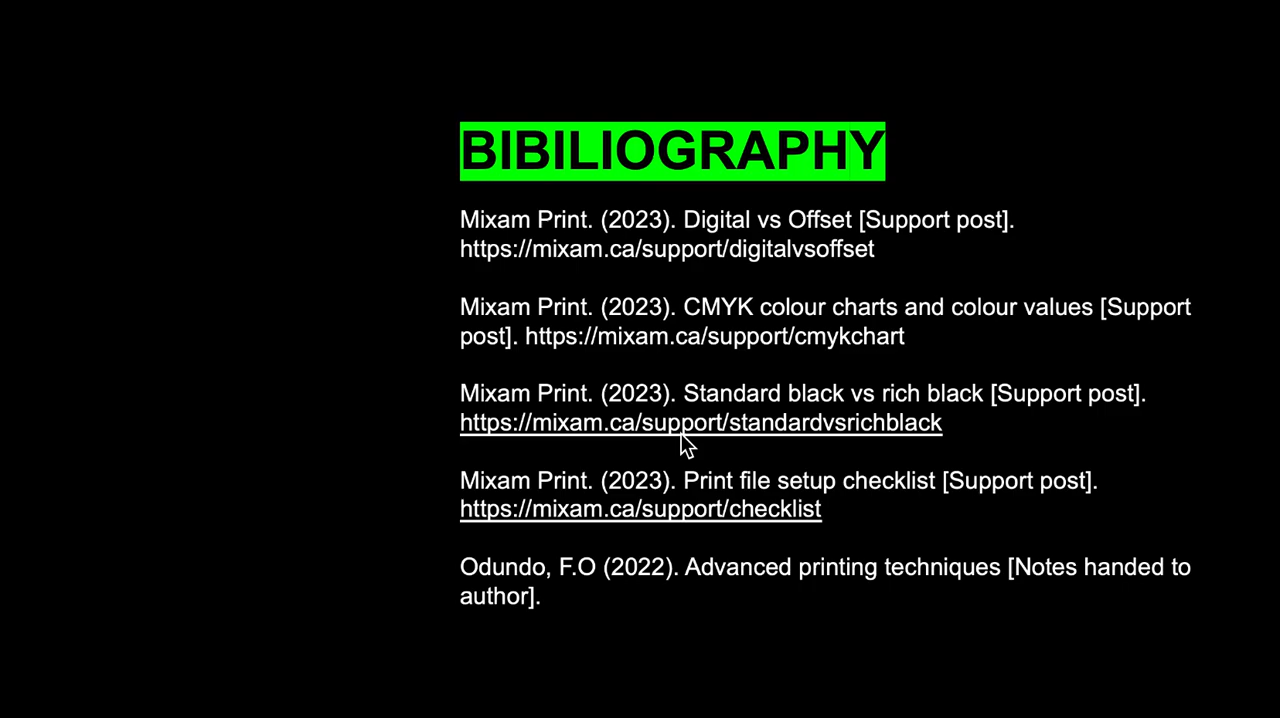 BIBILIOGRAPHY
Mixam Print. (2023). Digital vs Offset [Support post].
https://mixam.ca/support/digitalvsoffset
Mixam Print. (2023). CMYK colour charts and colour values [Support
post]. https://mixam.ca/support/cmykchart
Mixam Print. (2023). Standard black vs rich black [Support post].
https://mixam.ca/support/standardvsrichblack
Mixam Print. (2023). Print file setup checklist [Support post].
https://mixam.ca/support/checklist
Odundo, F.O (2022). Advanced printing techniques [Notes handed to
author].